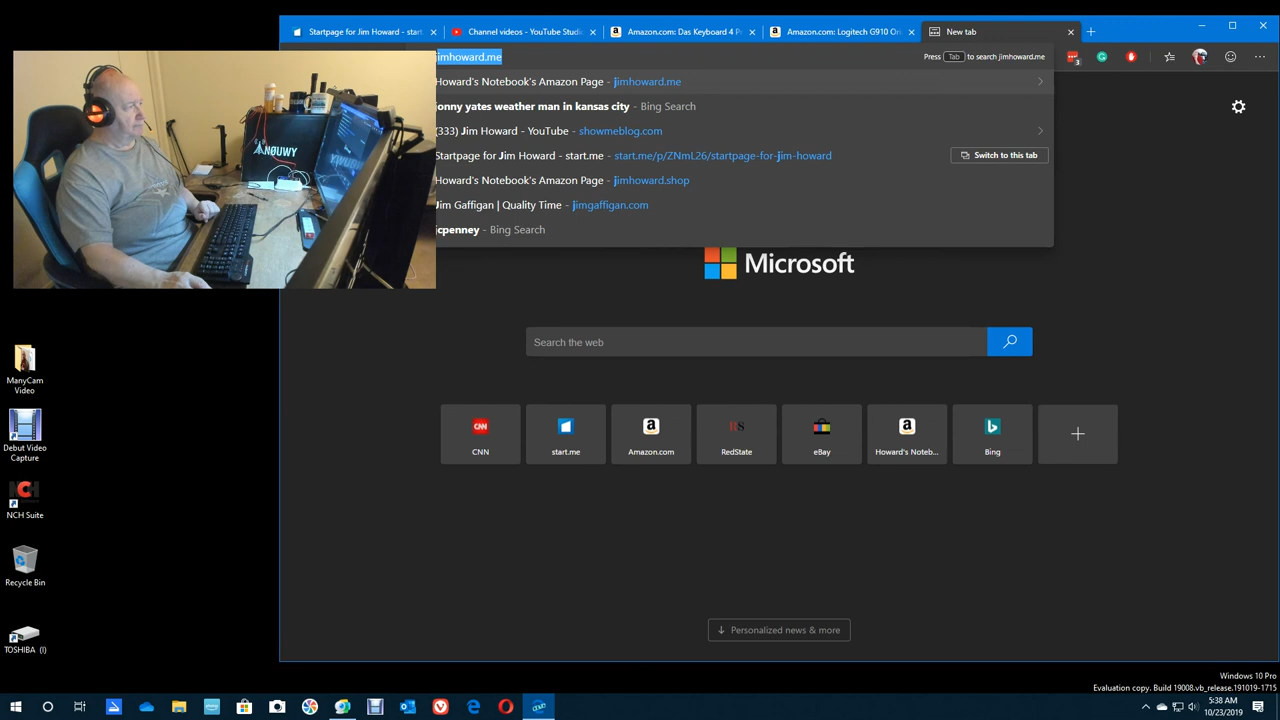 Startpage for Jim Howard - start
Channel videos - YouTube Studio
Amazon.com: Das Keyboard 4 P
Amazon.com: Logitech G910 O
New tab
jimhoward.me
Press Tab to search jimhoward.me
3
Howard's Notebook's Amazon Page - jimhoward.me
jonny yates weather man in kansas city - Bing Search
(333) Jim Howard - YouTube - showmeblog.com
Startpage for Jim Howard - start.me - start.me/p/ZNmL26/startpage-for-jim-howard
Switch to this tab
Howard's Notebook's Amazon Page - jimhoward.shop
Jim Gaffigan | Quality Time - jimgaffigan.com
jcpenney - Bing Search
Microsoft
Search the web
CNN
CNN
start.me
Amazon.com
RS
RedState
eBay
Howard's Noteb...
Bing
Personalized news & more
ManyCam
Video
Debut Video
Capture
NCH
NCH Suite
Recycle Bin
TOSHIBA (I)
Windows 10 Pro
Evaluation copy. Build 19008.vb_release.191019-1715
5:38 AM
10/23/2019